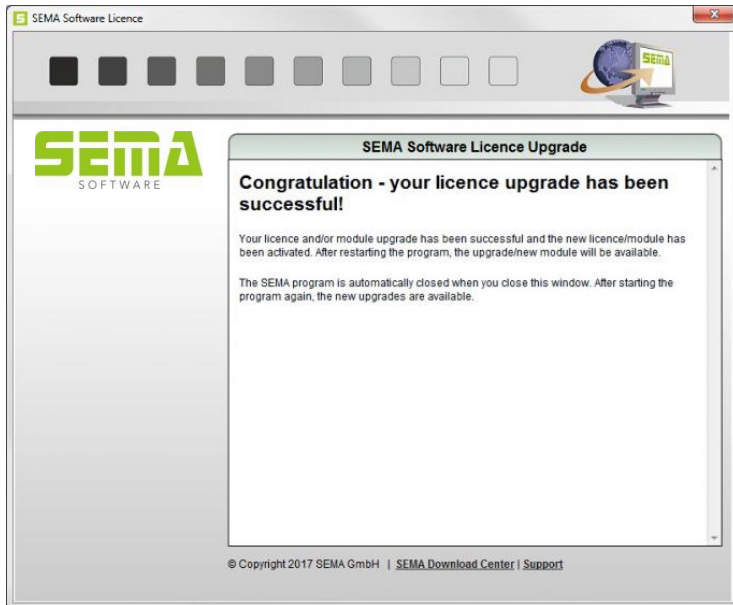 SEMA Software Licence
SEMA
SEMA
SOFTWARE
SEMA Software Licence Upgrade
Congratulation - your licence upgrade has been
successful!
Your licence and/or module upgrade has been successful and the new licence/module has
been activated. After restarting the program, the upgrade/new module will be available.
The SEMA program is automatically closed when you close this window. After starting the
program again, the new upgrades are available.
© Copyright 2017 SEMA GmbH | SEMA Download Center | Support